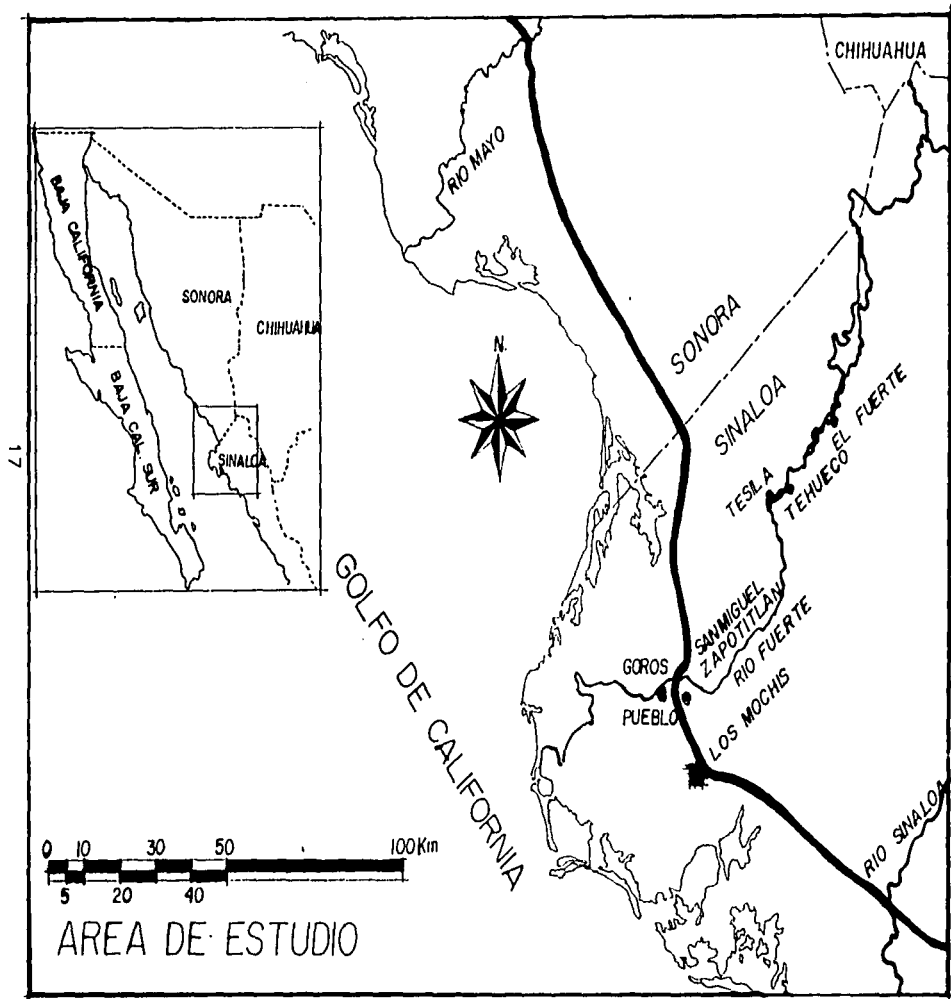 CHIHUAHUA
RIO MAYO
BAJA CALIFORNIA
SONORA
CHIHUAHUA
BAJA CAL. SUR
SINALOA
N.
SONORA
SINALOA
EL FUERTE
TESILA
TEHUECO
17
GOLFO DE CALIFORNIA
SAN MIGUEL
ZAPOTITLAN
RIO FUERTE
GOROS
PUEBLO
LOS MOCHIS
RIO SINALOA
0 10 30 50 100 Km
5 20 40
AREA DE ESTUDIO